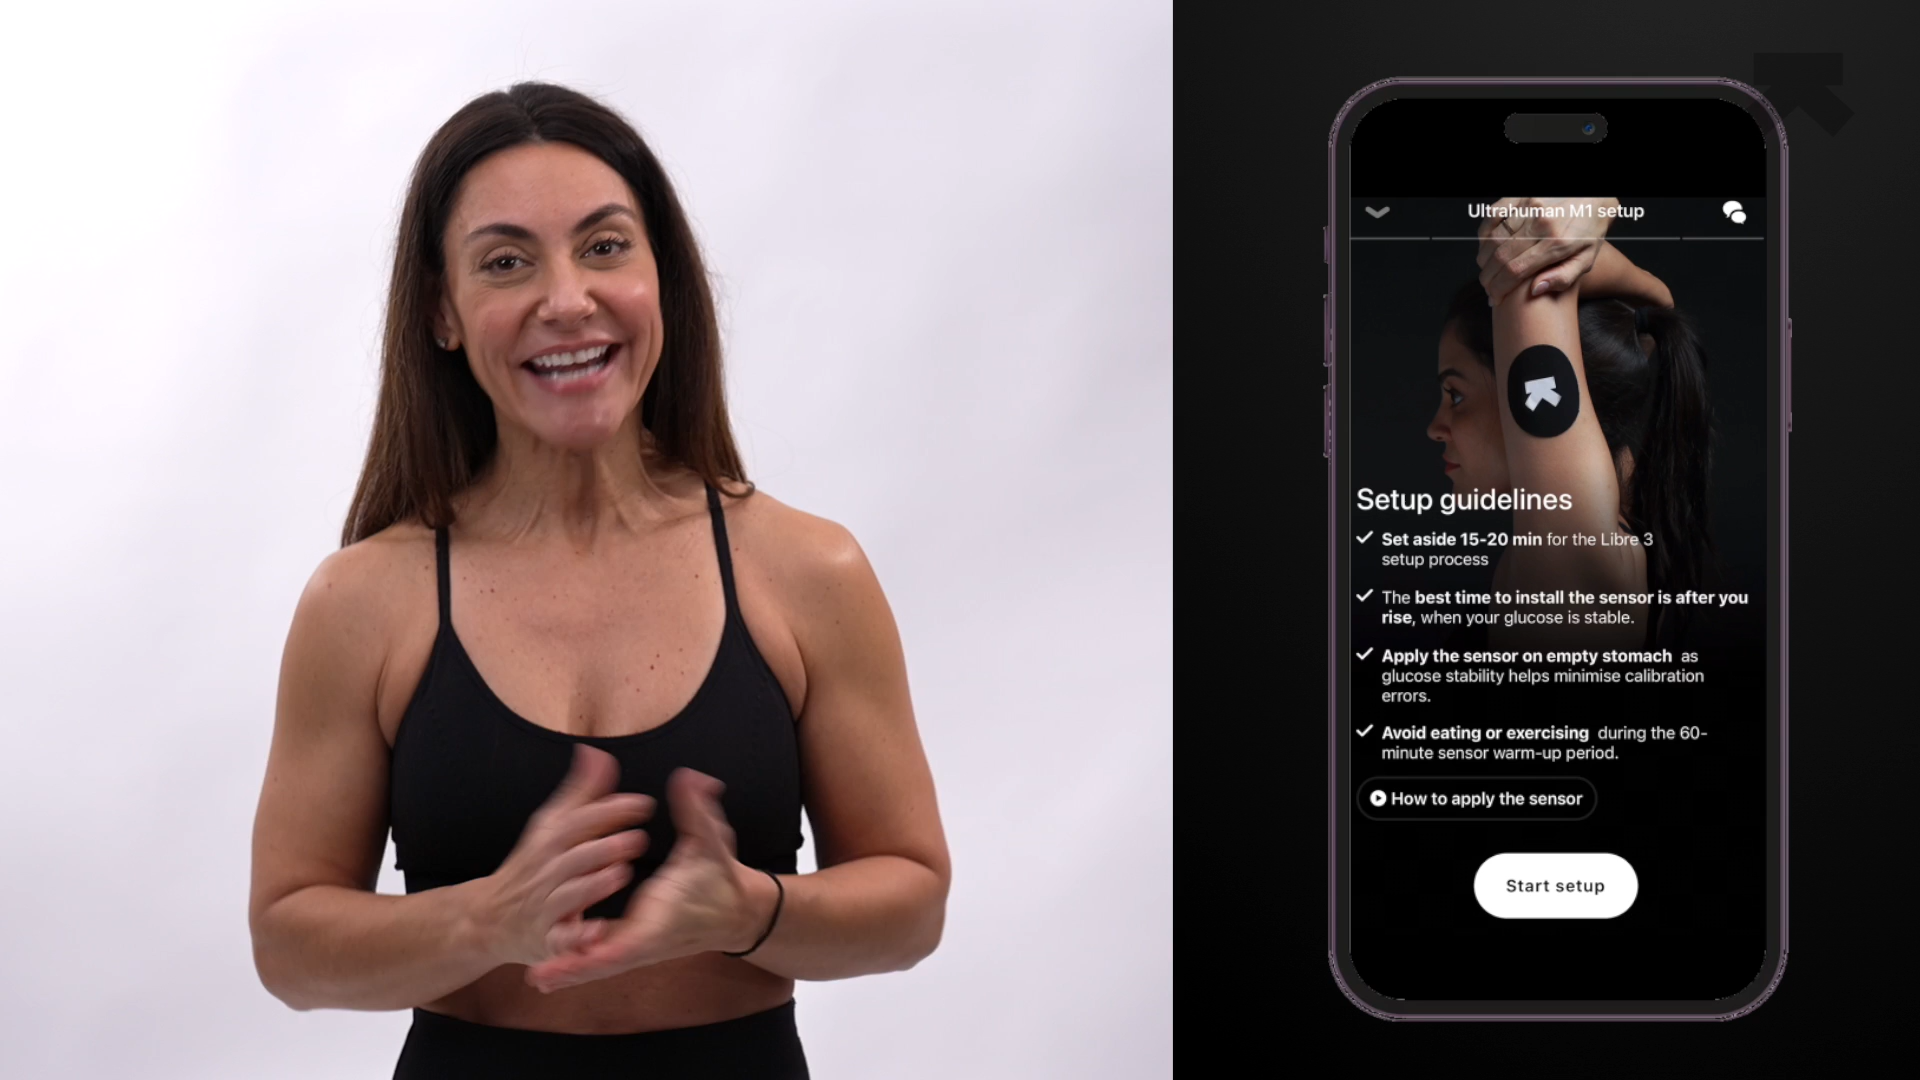 Ultrahuman M1 setup
Setup guidelines
Set aside 15-20 min for the Libre 3
setup process
The best time to install the sensor is after you
rise, when your glucose is stable.
Apply the sensor on empty stomach as
glucose stability helps minimise calibration
errors.
Avoid eating or exercising during the 60-
minute sensor warm-up period.
How to apply the sensor
Start setup